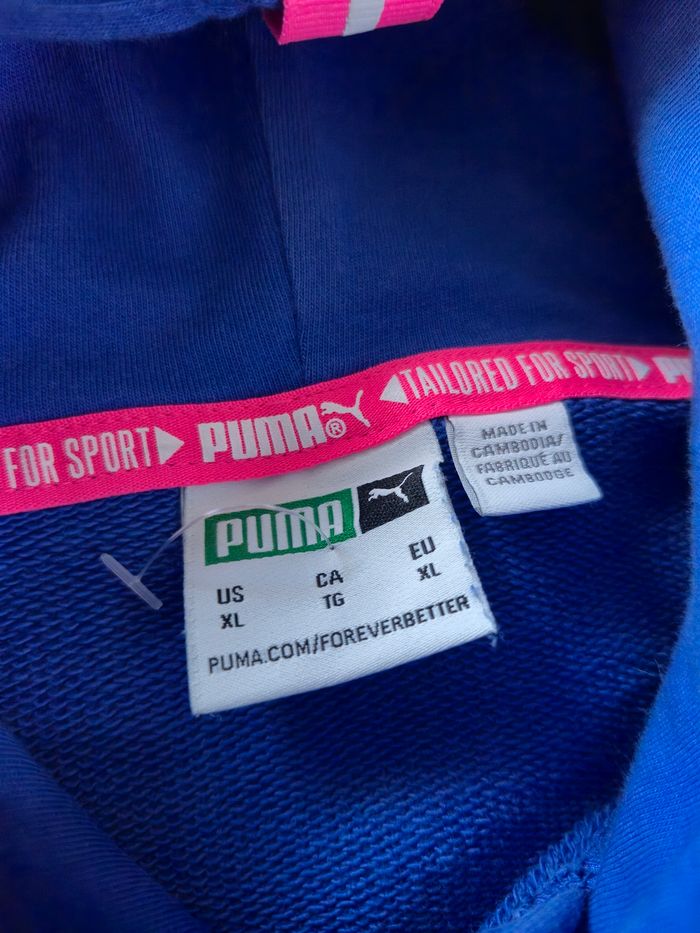 FOR SPORT PUMA® TAILORED FOR SPORT
MADE IN
CAMBODIA/
FABRIQUÉ AU
CAMBODGE
PUMA
US CA EU
XL TG XL
PUMA.COM/FOREVERBETTER